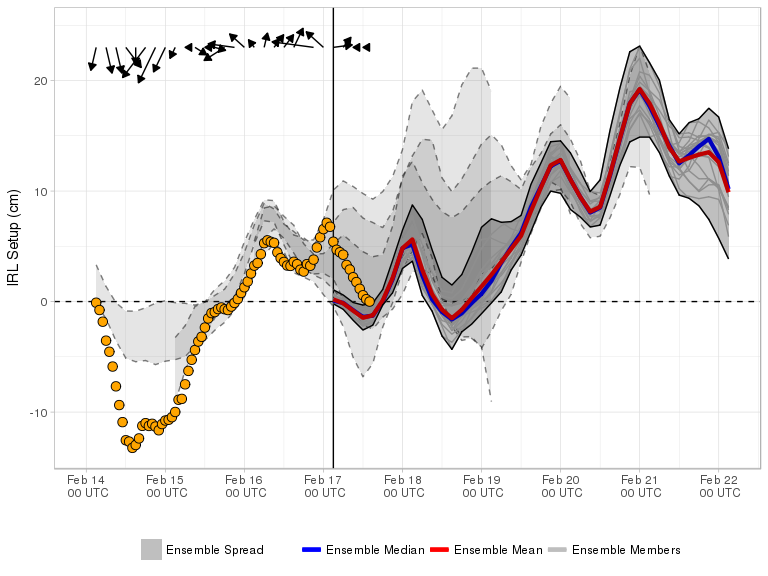 IRL Setup (cm)
20
10
0
-10
Feb 14 Feb 15 Feb 16 Feb 17 Feb 18 Feb 19 Feb 20 Feb 21 Feb 22
00 UTC 00 UTC 00 UTC 00 UTC 00 UTC 00 UTC 00 UTC 00 UTC 00 UTC
Ensemble Spread Ensemble Median Ensemble Mean Ensemble Members